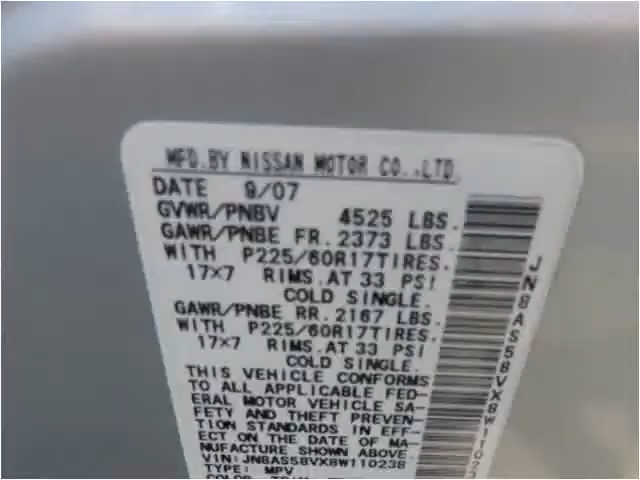 MFD.BY NISSAN MOTOR CO.,LTD.
DATE 9/07
GVWR/PNBV 4525 LBS.
GAWR/PNBE FR.2373 LBS.
WITH P225/60R17TIRES.
17×7 RIMS.AT 33 PSI
COLD SINGLE.
GAWR/PNBE RR.2167 LBS.
WITH P225/60R17TIRES.
17×7 RIMS.AT 33 PSI
COLD SINGLE.
THIS VEHICLE CONFORMS
TO ALL APPLICABLE FED-
ERAL MOTOR VEHICLE SA-
FETY AND THEFT PREVEN-
TION STANDARDS IN EFF-
ECT ON THE DATE OF MA-
NUFACTURE SHOWN ABOVE.
VIN:JN8AS58VX8W110238
TYPE: MPV